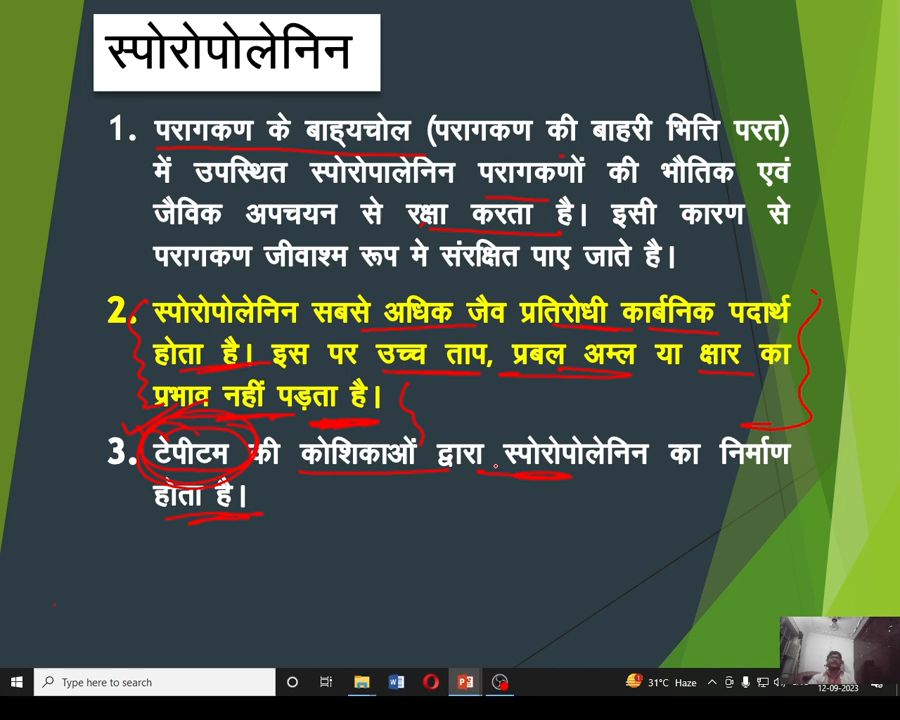 स्पोरोपोलेनिन
1. परागकण के बाह्यचोल (परागकण की बाहरी भित्ति परत)
में उपस्थित स्पोरोपालेनिन परागकणों की भौतिक एवं
जैविक अपचयन से रक्षा करता है। इसी कारण से
परागकण जीवाश्म रूप मे संरक्षित पाए जाते है।
2. स्पोरोपोलेनिन सबसे अधिक जैव प्रतिरोधी कार्बनिक पदार्थ
होता है। इस पर उच्च ताप, प्रबल अम्ल या क्षार का
प्रभाव नहीं पड़ता है।
3. टेपीटम की कोशिकाओं द्वारा स्पोरोपोलेनिन का निर्माण
होता है।
Type here to search
31°C Haze
12-09-2023